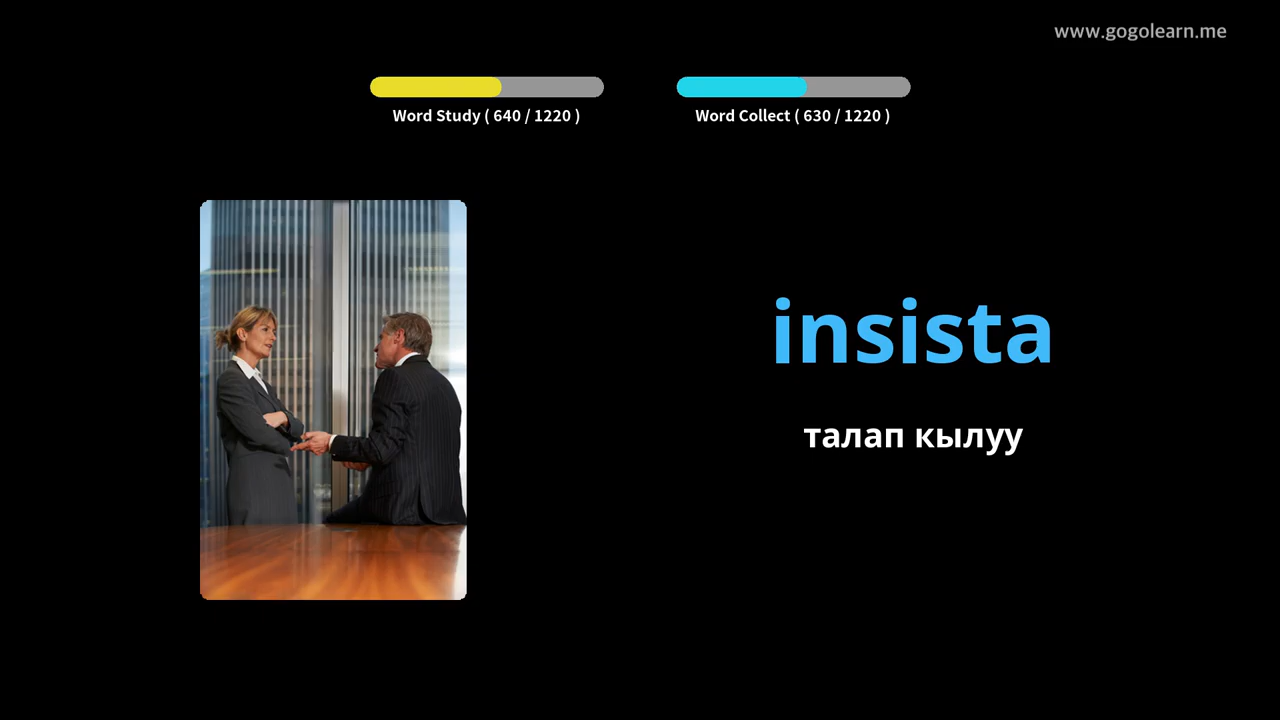 www.gogolearn.me
Word Study ( 640 / 1220 )
Word Collect ( 630 / 1220 )
insista
талап кылуу